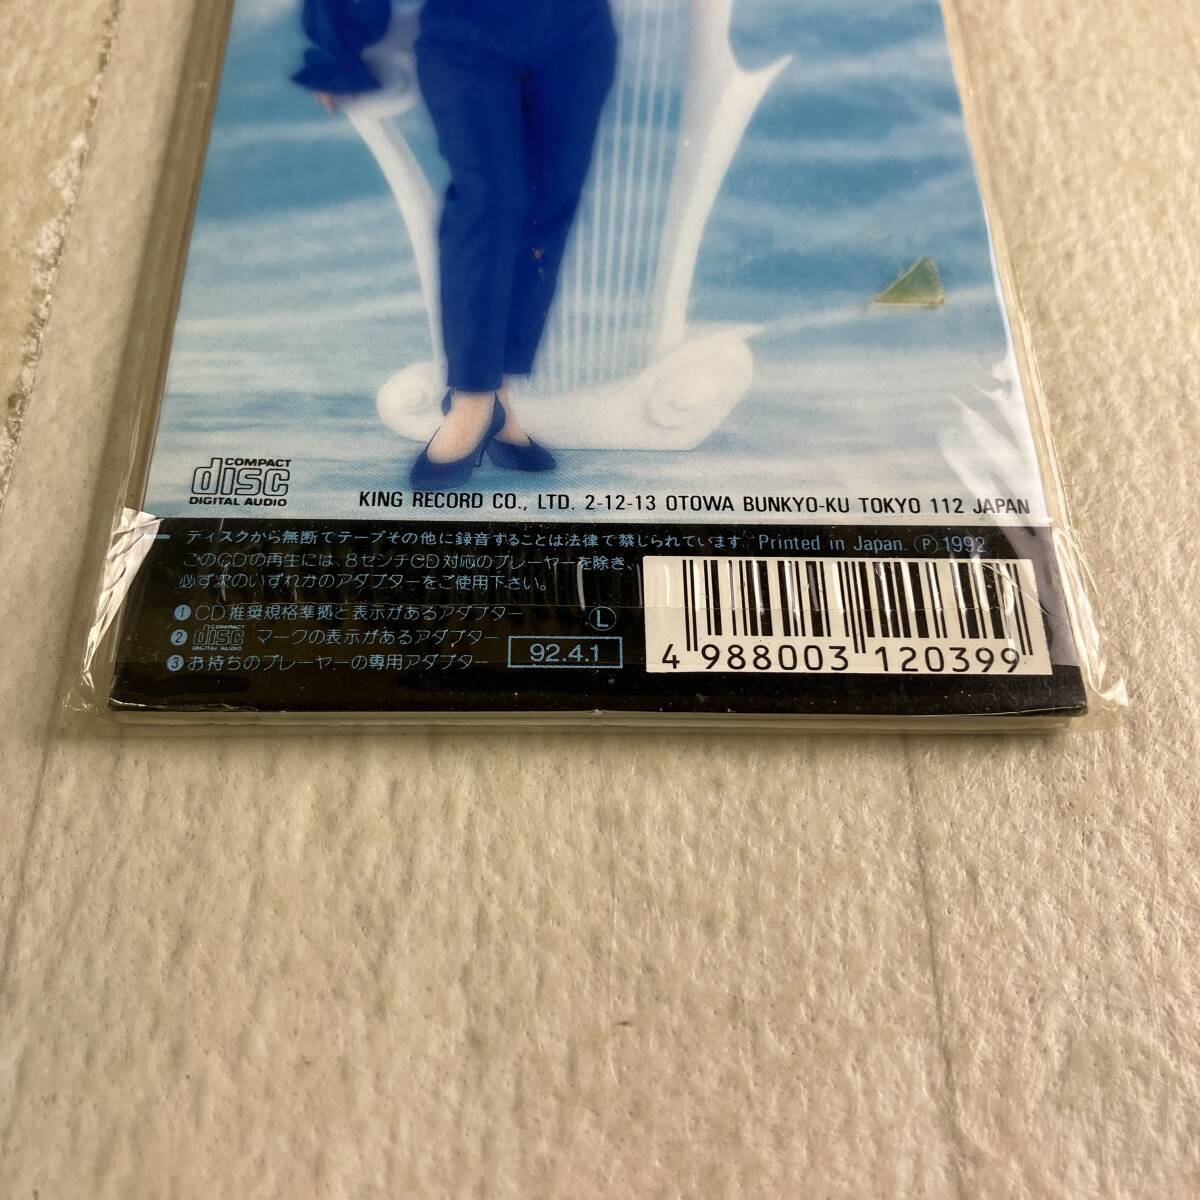 COMPACT
disc
DIGITAL AUDIO
KING RECORD CO., LTD. 2-12-13 OTOWA BUNKYO-KU TOKYO 112 JAPAN
ディスクから無断でテープその他に録音することは法律で禁じられています。 Printed in Japan. Ⓟ 1992
このCDの再生には、8センチCD対応のプレーヤーを除き、
必ず次のいずれかのアダプターをご使用下さい。
❶ CD推奨規格準拠と表示があるアダプター Ⓛ
❷ COMPACT disc DIGITAL AUDIO マークの表示があるアダプター
❸ お持ちのプレーヤーの専用アダプター 92.4.1
4 988003 120399